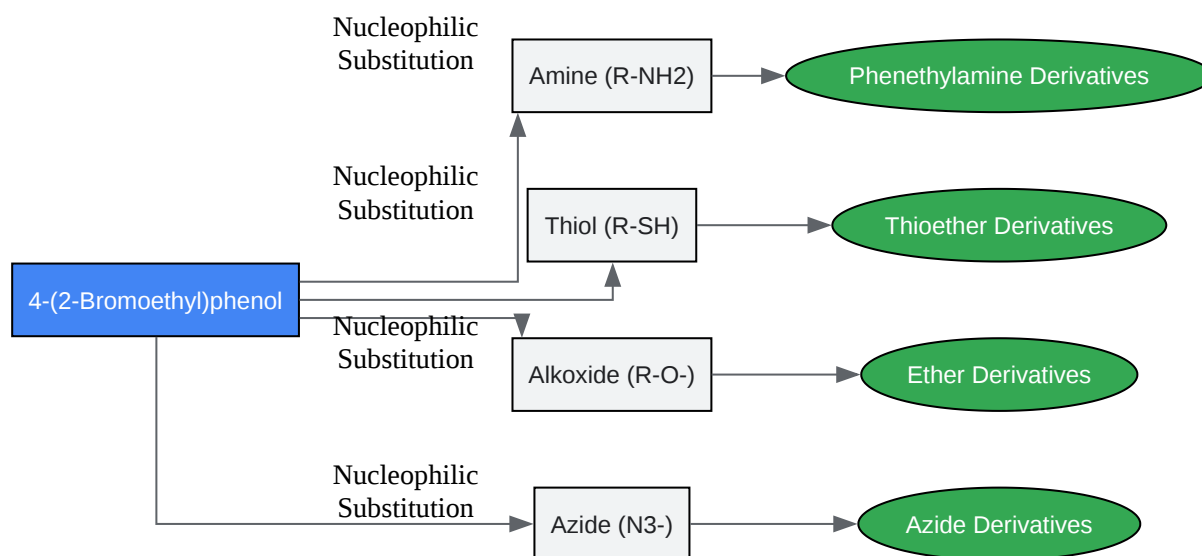 Nucleophilic
Substitution
Amine (R-NH2)
Phenethylamine Derivatives
Nucleophilic
Substitution
Thiol (R-SH)
Thioether Derivatives
4-(2-Bromoethyl)phenol
Nucleophilic
Substitution
Alkoxide (R-O-)
Ether Derivatives
Nucleophilic
Substitution
Azide (N3-)
Azide Derivatives